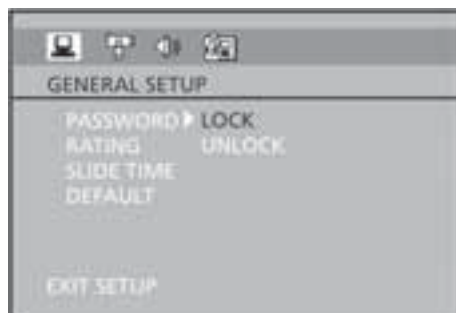 GENERAL SETUP
PASSWORD LOCK
RATING UNLOCK
SLIDE TIME
DEFAULT
EXIT SETUP